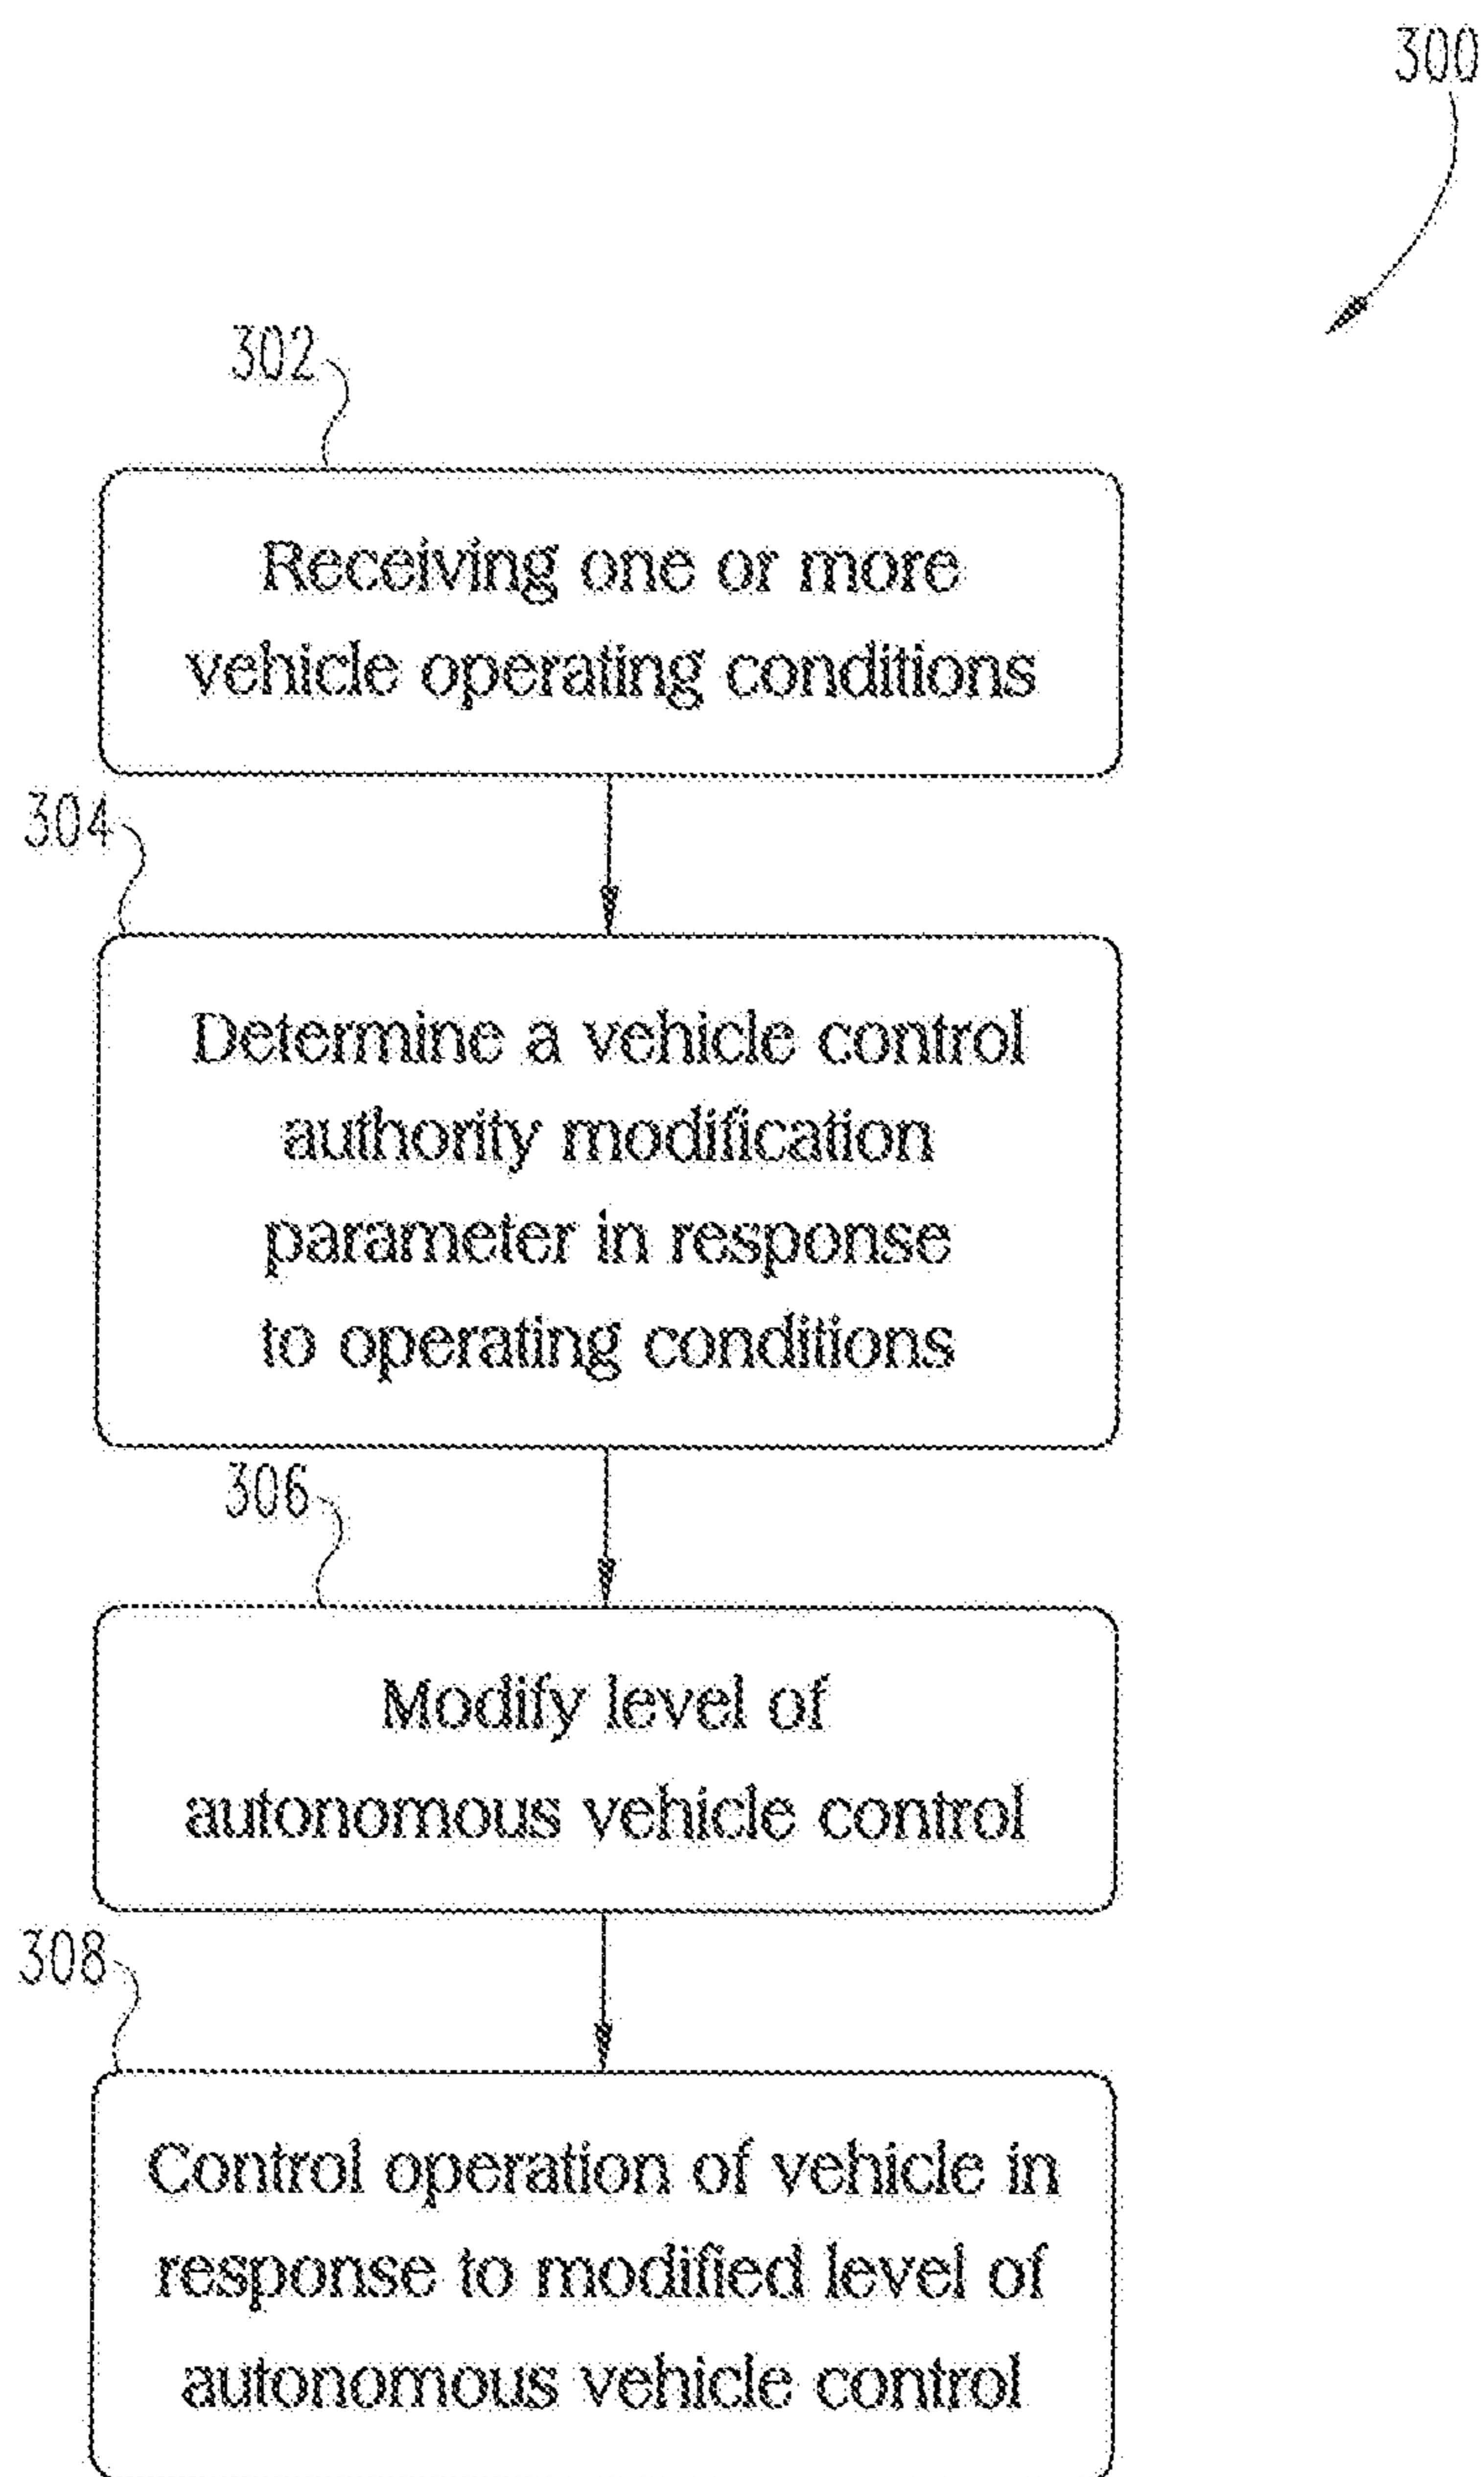 300
302
Receiving one or more
vehicle operating conditions
304
Determine a vehicle control
authority modification
parameter in response
to operating conditions
306
Modify level of
autonomous vehicle control
308
Control operation of vehicle in
response to modified level of
autonomous vehicle control